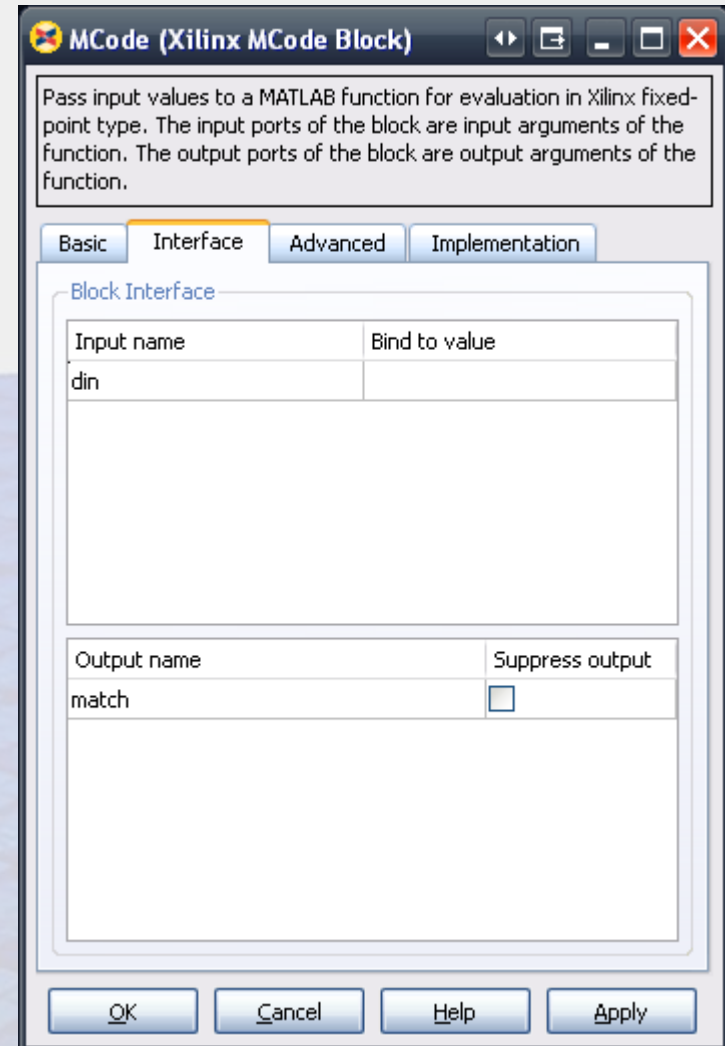 MCode (Xilinx MCode Block)
Pass input values to a MATLAB function for evaluation in Xilinx fixed-
point type. The input ports of the block are input arguments of the
function. The output ports of the block are output arguments of the
function.
Basic Interface Advanced Implementation
Block Interface
Input name Bind to value
din
Output name Suppress output
match
OK Cancel Help Apply